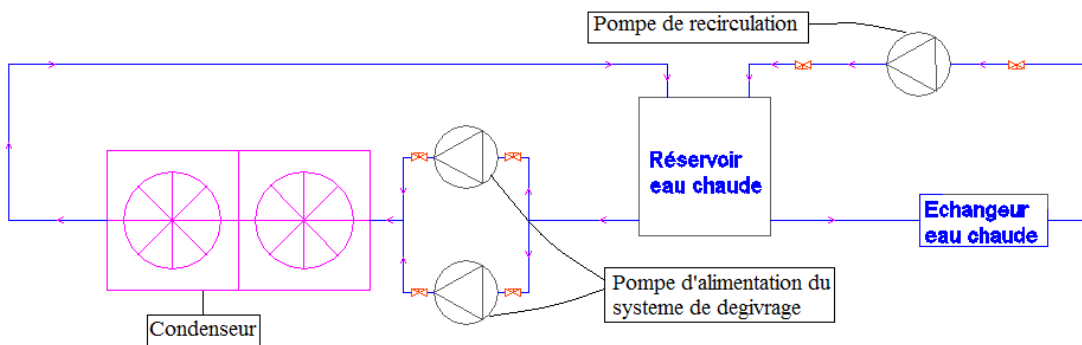 Pompe de recirculation
Réservoir
eau chaude
Echangeur
eau chaude
Pompe d'alimentation du
systeme de degivrage
Condenseur